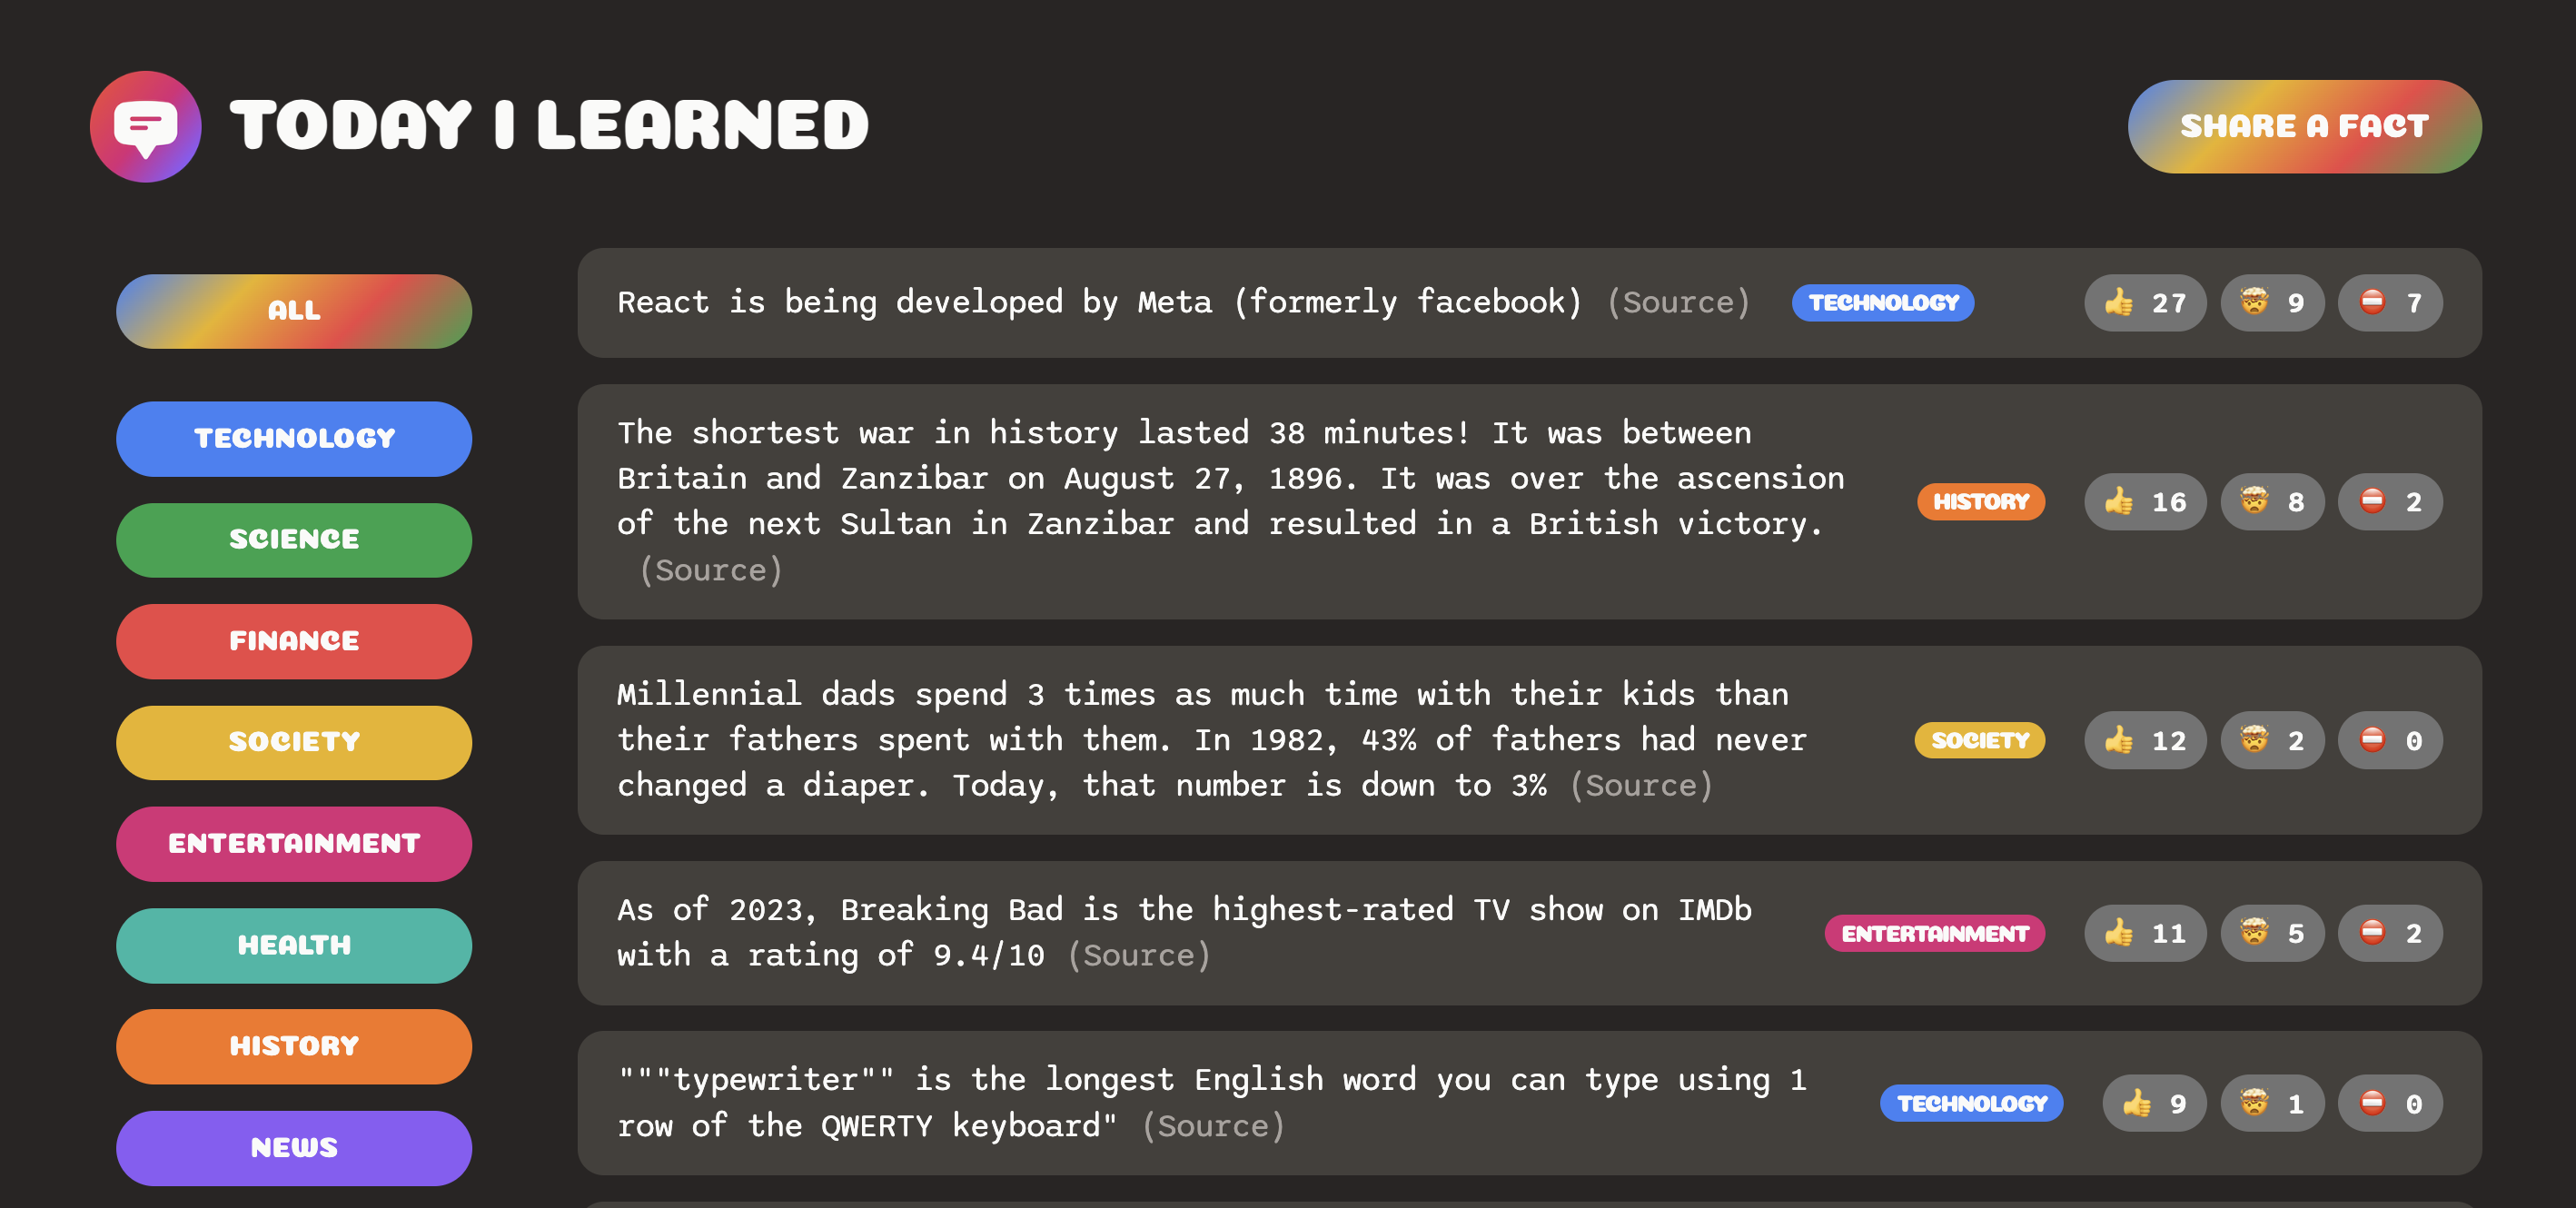 TODAY I LEARNED
SHARE A FACT
ALL
TECHNOLOGY
SCIENCE
FINANCE
SOCIETY
ENTERTAINMENT
HEALTH
HISTORY
NEWS
React is being developed by Meta (formerly facebook) (Source)
TECHNOLOGY
👍 27 🤯 9 ⛔ 7
The shortest war in history lasted 38 minutes! It was between
Britain and Zanzibar on August 27, 1896. It was over the ascension
of the next Sultan in Zanzibar and resulted in a British victory.
(Source)
HISTORY
👍 16 🤯 8 ⛔ 2
Millennial dads spend 3 times as much time with their kids than
their fathers spent with them. In 1982, 43% of fathers had never
changed a diaper. Today, that number is down to 3% (Source)
SOCIETY
👍 12 🤯 2 ⛔ 0
As of 2023, Breaking Bad is the highest-rated TV show on IMDb
with a rating of 9.4/10 (Source)
ENTERTAINMENT
👍 11 🤯 5 ⛔ 2
"""typewriter"" is the longest English word you can type using 1
row of the QWERTY keyboard" (Source)
TECHNOLOGY
👍 9 🤯 1 ⛔ 0